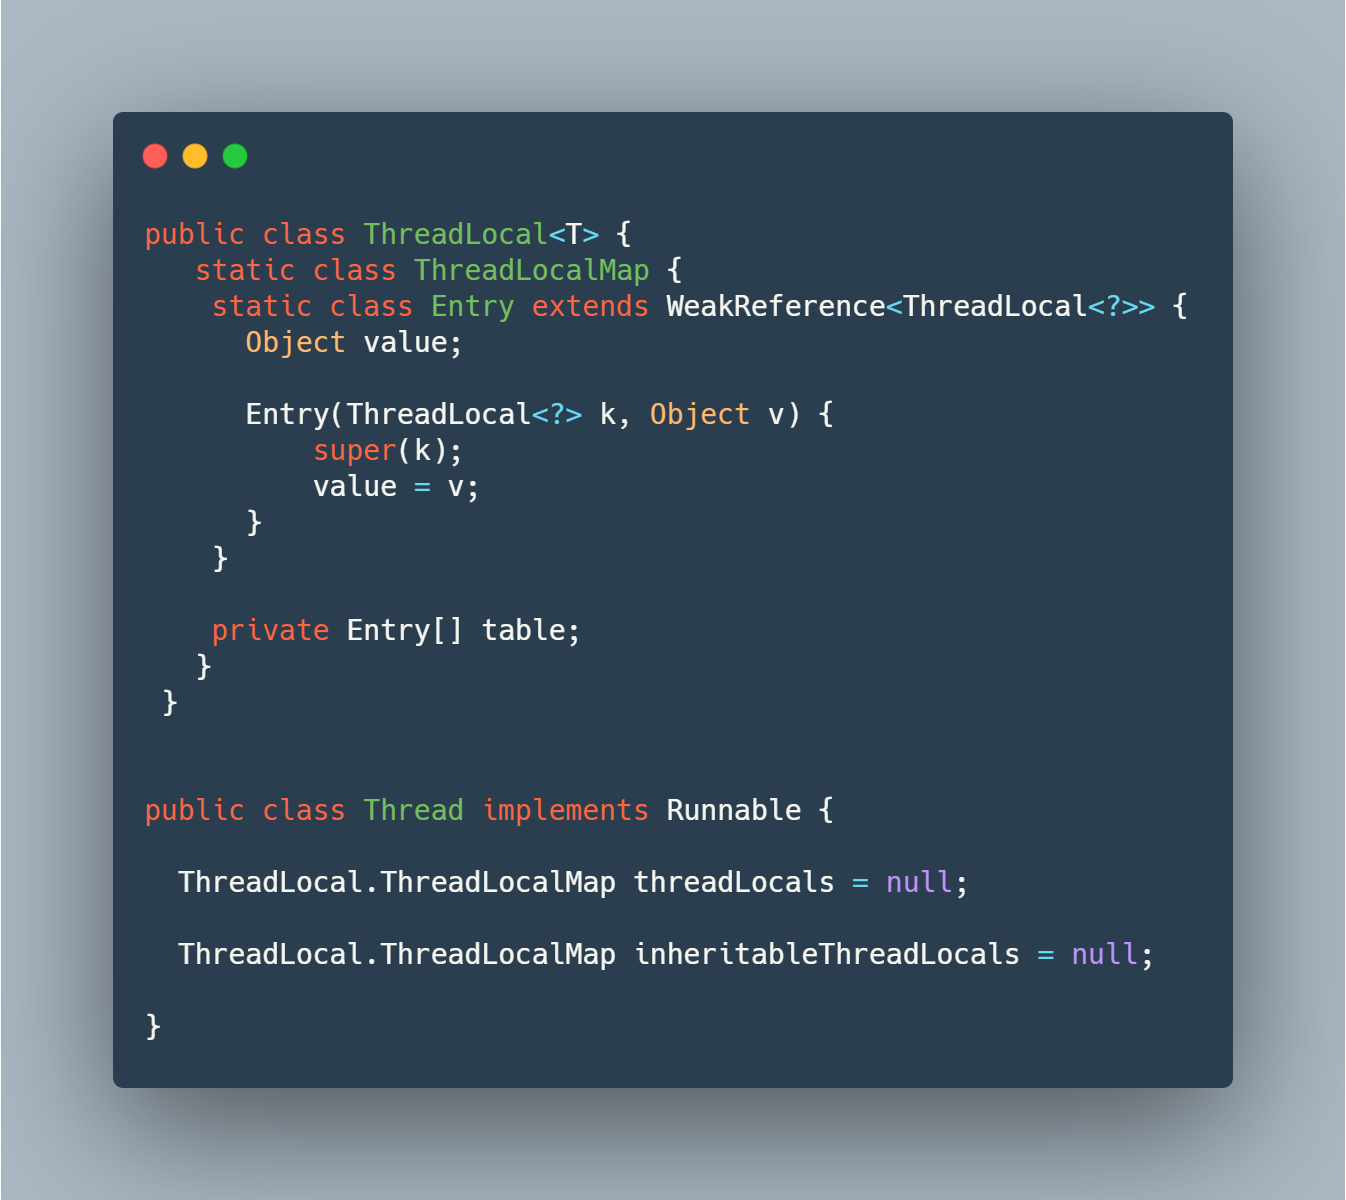 public class ThreadLocal<T> {
   static class ThreadLocalMap {
    static class Entry extends WeakReference<ThreadLocal<?>> {
      Object value;

      Entry(ThreadLocal<?> k, Object v) {
          super(k);
          value = v;
      }
    }

    private Entry[] table;
   }
 }


public class Thread implements Runnable {

  ThreadLocal.ThreadLocalMap threadLocals = null;

  ThreadLocal.ThreadLocalMap inheritableThreadLocals = null;

}